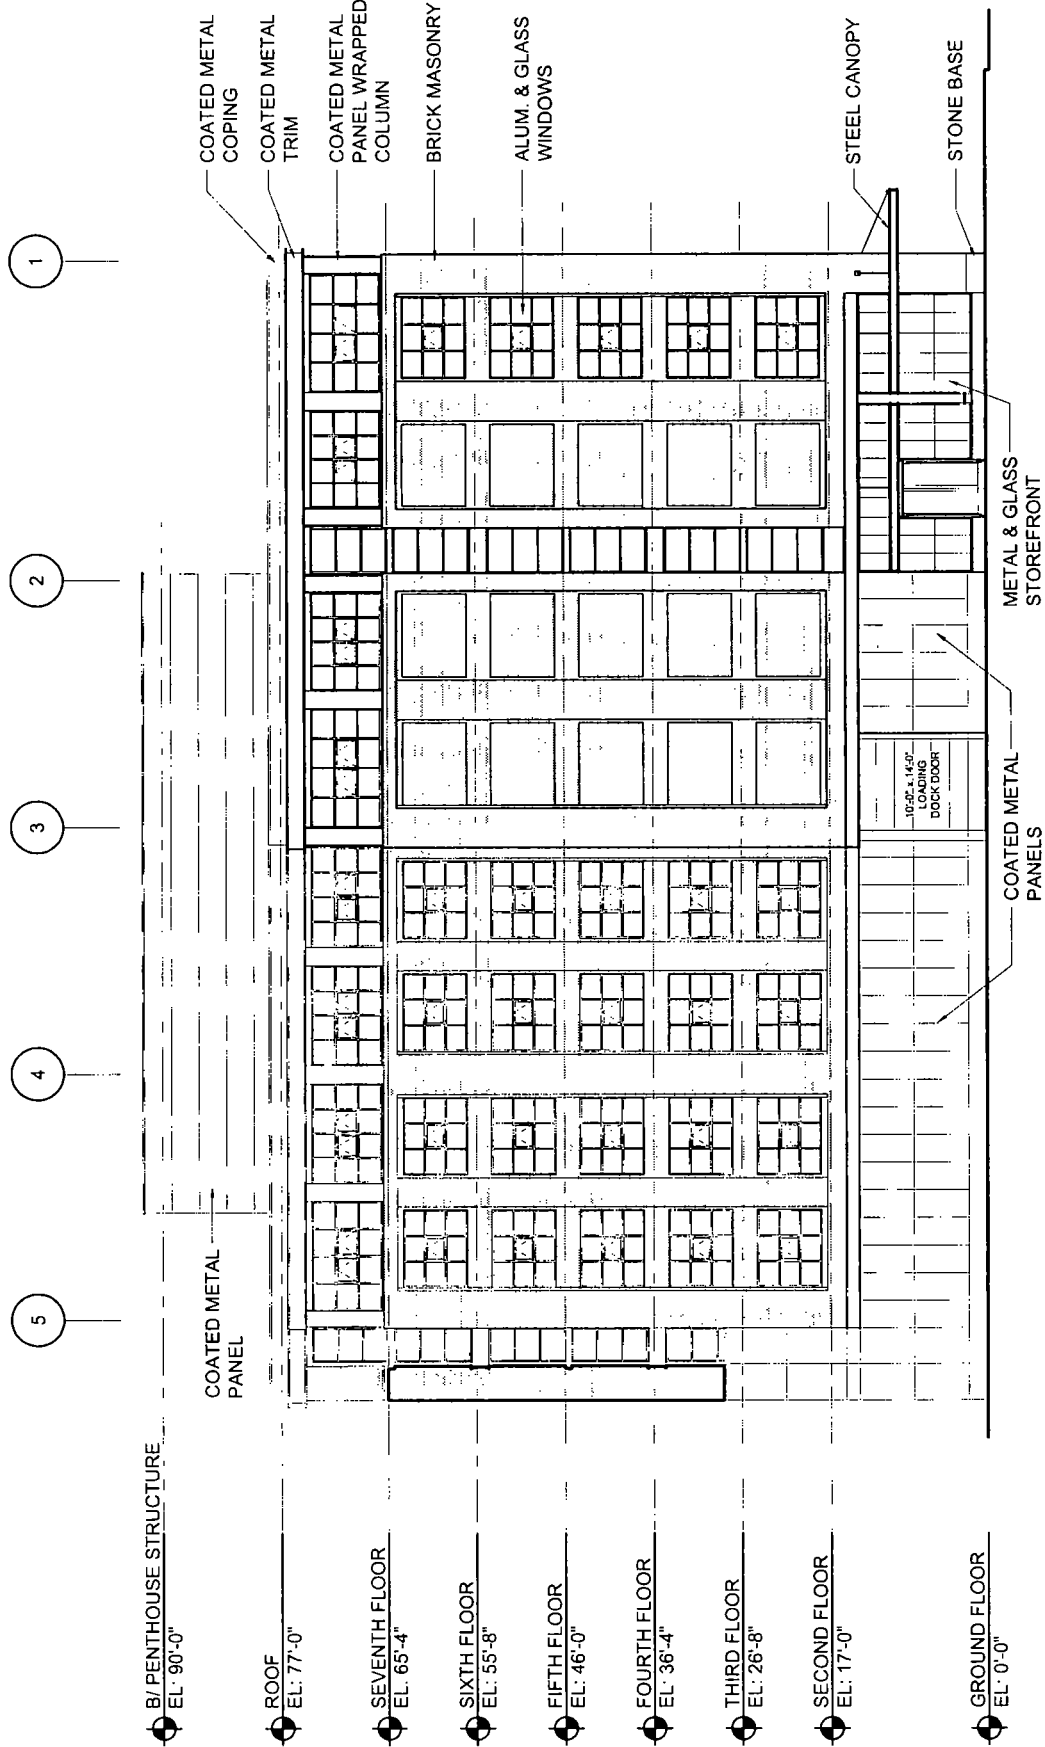 1
2
3
4
5
COATED METAL
COPING
COATED METAL
TRIM
COATED METAL
PANEL WRAPPED
COLUMN
BRICK MASONRY
ALUM. & GLASS
WINDOWS
STEEL CANOPY
STONE BASE
METAL & GLASS
STOREFRONT
COATED METAL
PANELS
10'-0" x 14'-0"
LOADING
DOCK DOOR
COATED METAL
PANEL
B/ PENTHOUSE STRUCTURE
EL: 90'-0"
ROOF
EL: 77'-0"
SEVENTH FLOOR
EL: 65'-4"
SIXTH FLOOR
EL: 55'-8"
FIFTH FLOOR
EL: 46'-0"
FOURTH FLOOR
EL: 36'-4"
THIRD FLOOR
EL: 26'-8"
SECOND FLOOR
EL: 17'-0"
GROUND FLOOR
EL: 0'-0"